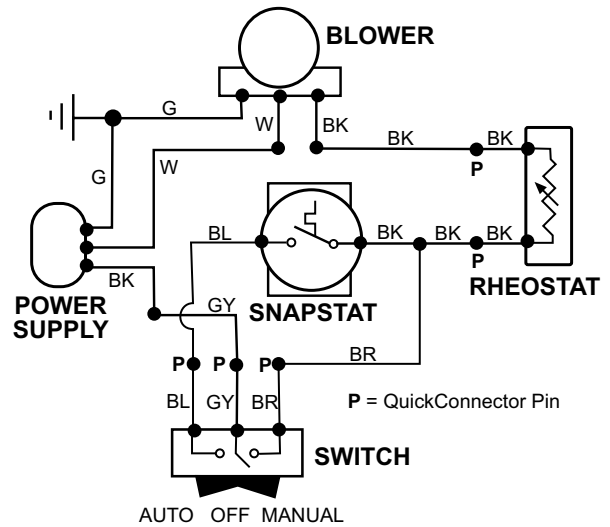 BLOWER
G
W
BK
BK
BK
P
G
W
BL
BK
BK
BK
P
BK
GY
SNAPSTAT
RHEOSTAT
POWER
SUPPLY
BR
P
P
P
BL
GY
BR
P = QuickConnector Pin
SWITCH
AUTO OFF MANUAL